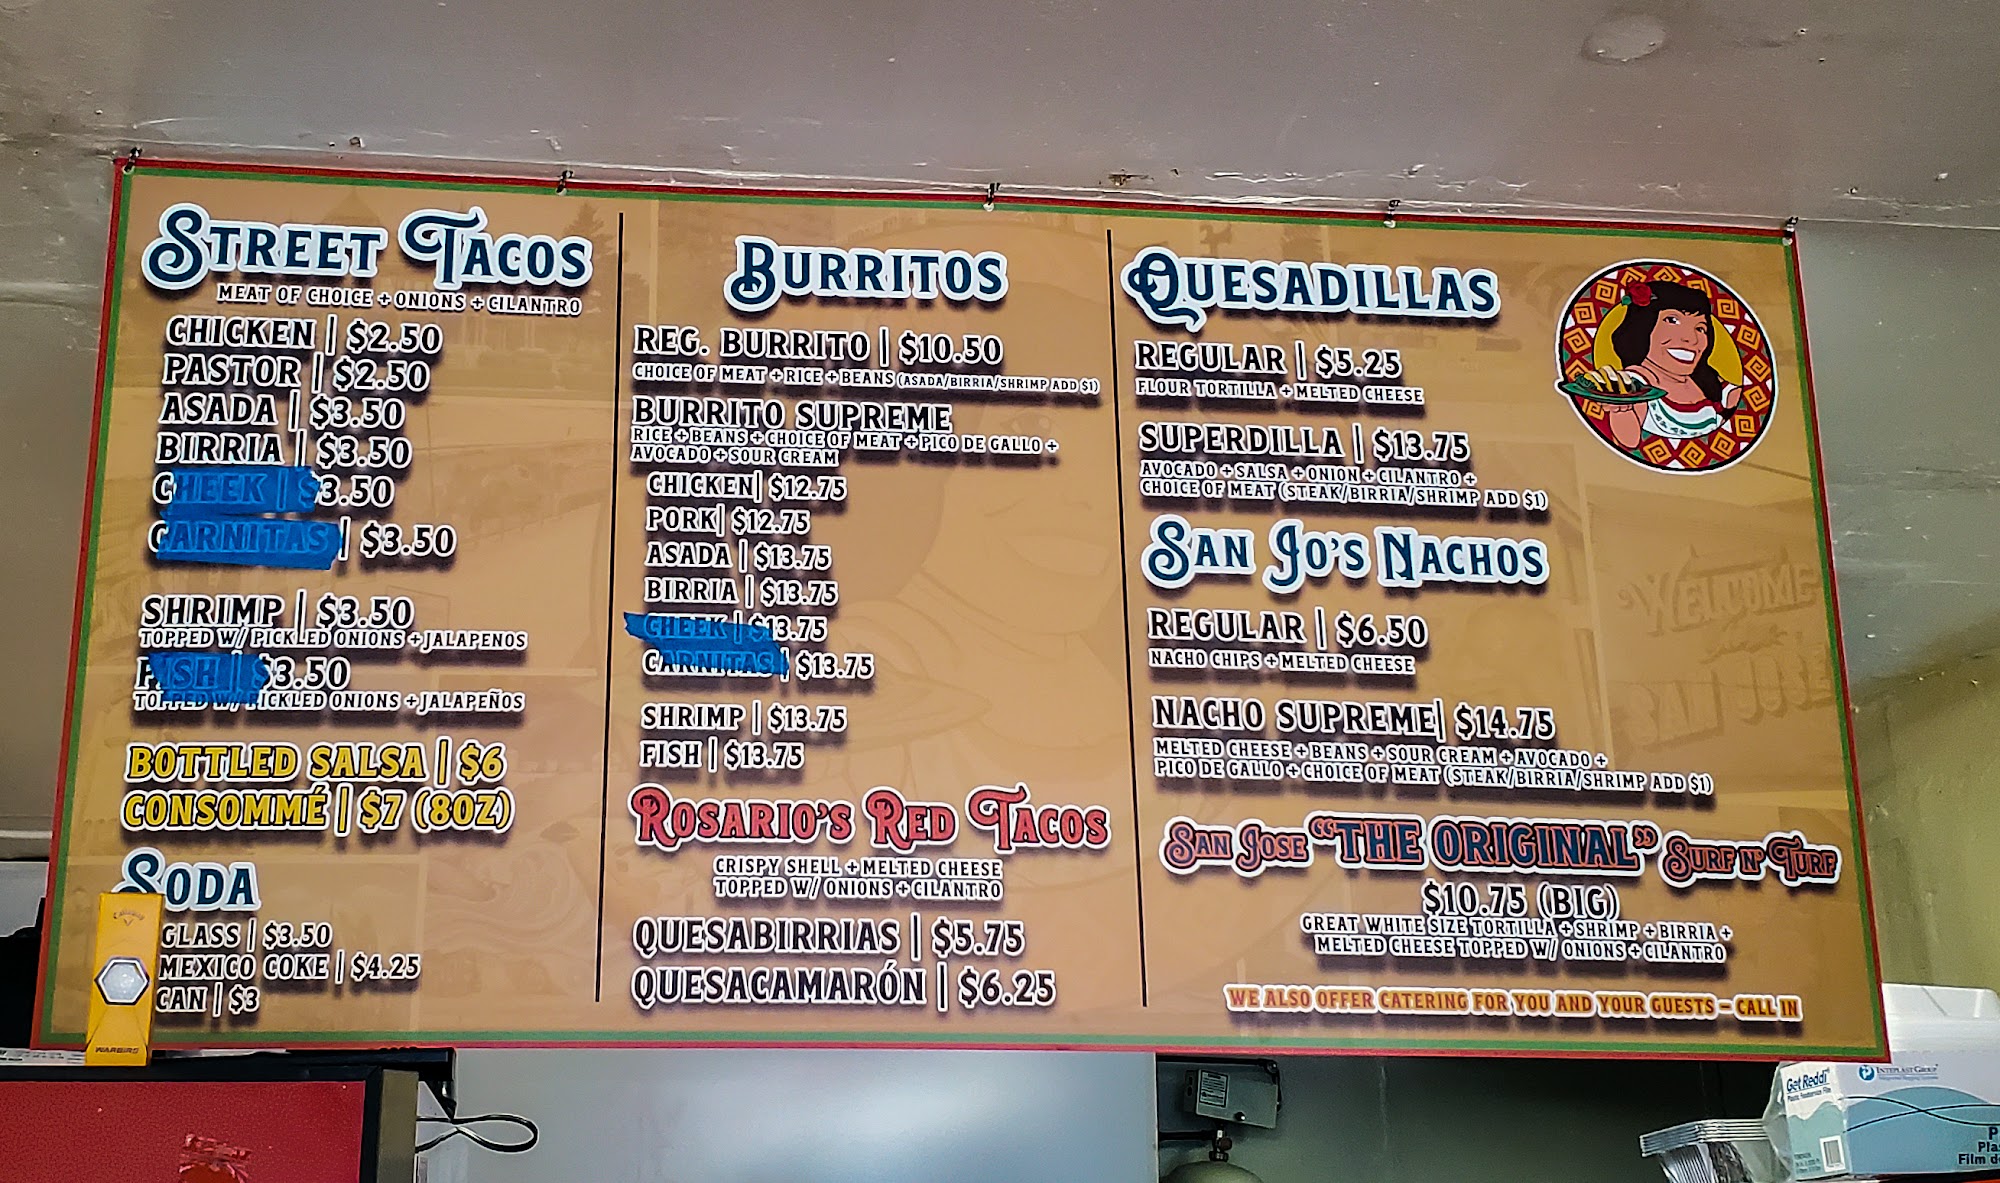 STREET TACOS
MEAT OF CHOICE + ONIONS + CILANTRO
CHICKEN | $2.50
PASTOR | $2.50
ASADA | $3.50
BIRRIA | $3.50
CHEEK | $3.50
CARNITAS | $3.50
SHRIMP | $3.50
TOPPED W/ PICKLED ONIONS + JALAPENOS
FISH | $3.50
TOPPED W/ PICKLED ONIONS + JALAPEÑOS
BOTTLED SALSA | $6
CONSOMMÉ | $7 (8OZ)
SODA
GLASS | $3.50
MEXICO COKE | $4.25
CAN | $3
BURRITOS
REG. BURRITO | $10.50
CHOICE OF MEAT + RICE + BEANS (ASADA/BIRRIA/SHRIMP ADD $1)
BURRITO SUPREME
RICE + BEANS + CHOICE OF MEAT + PICO DE GALLO +
AVOCADO + SOUR CREAM
CHICKEN| $12.75
PORK| $12.75
ASADA | $13.75
BIRRIA | $13.75
CHEEK | $13.75
CARNITAS | $13.75
SHRIMP | $13.75
FISH | $13.75
ROSARIO'S RED TACOS
CRISPY SHELL + MELTED CHEESE
TOPPED W/ ONIONS + CILANTRO
QUESABIRRIAS | $5.75
QUESACAMARÓN | $6.25
QUESADILLAS
REGULAR | $5.25
FLOUR TORTILLA + MELTED CHEESE
SUPERDILLA | $13.75
AVOCADO + SALSA + ONION + CILANTRO +
CHOICE OF MEAT (STEAK/BIRRIA/SHRIMP ADD $1)
SAN JO'S NACHOS
REGULAR | $6.50
NACHO CHIPS + MELTED CHEESE
NACHO SUPREME| $14.75
MELTED CHEESE + BEANS + SOUR CREAM + AVOCADO +
PICO DE GALLO + CHOICE OF MEAT (STEAK/BIRRIA/SHRIMP ADD $1)
SAN JOSE "THE ORIGINAL" SURF N' TURF
$10.75 (BIG)
GREAT WHITE SIZE TORTILLA + SHRIMP + BIRRIA +
MELTED CHEESE TOPPED W/ ONIONS + CILANTRO
WE ALSO OFFER CATERING FOR YOU AND YOUR GUESTS - CALL IN
WELCOME
SAN JOSE
Callaway
WARBIRD
Get Reddi
INTEPLAST GROUP
Film